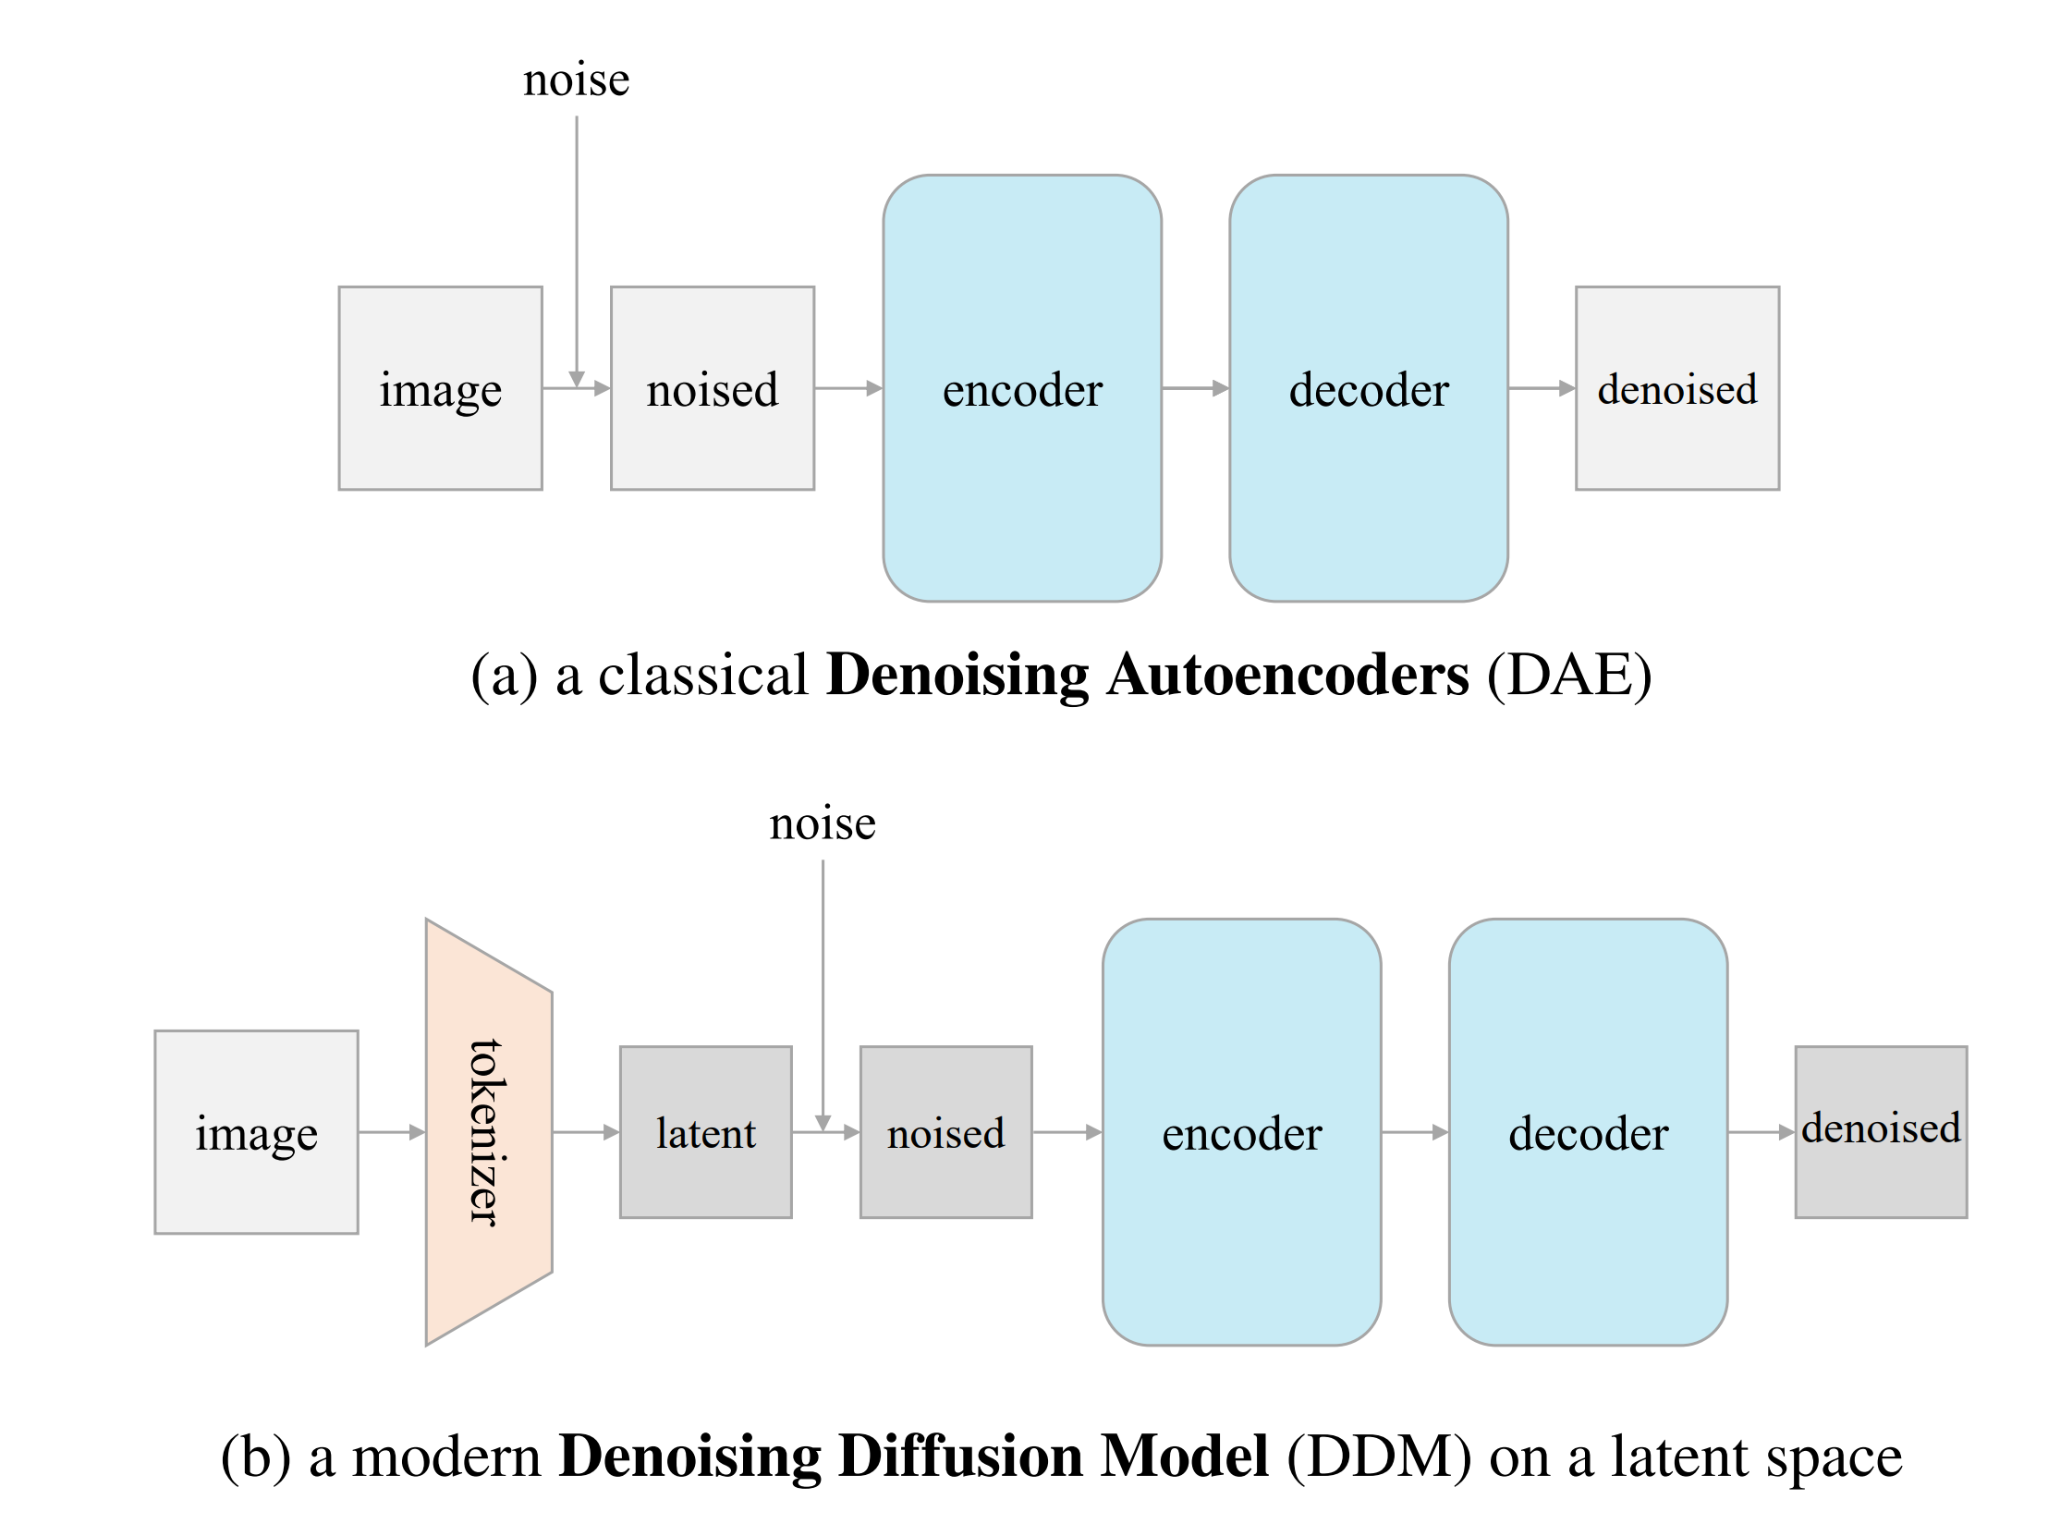 noise
image
noised
encoder
decoder
denoised
(a) a classical Denoising Autoencoders (DAE)
noise
image
tokenizer
latent
noised
encoder
decoder
denoised
(b) a modern Denoising Diffusion Model (DDM) on a latent space